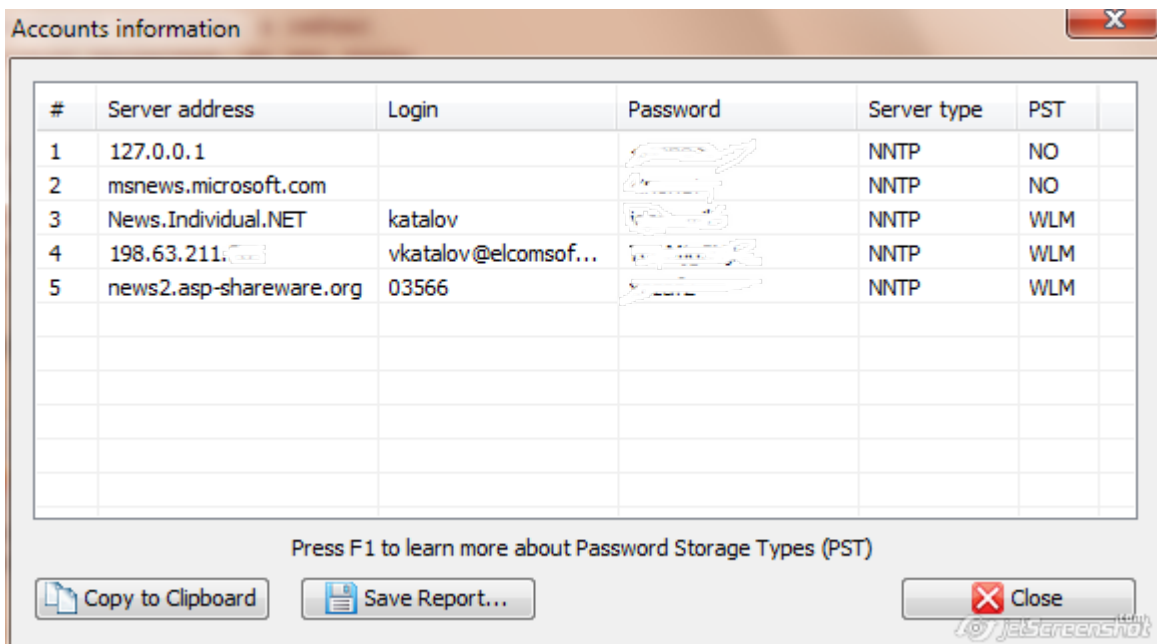 Accounts information
# Server address Login Password Server type PST
1 127.0.0.1 NNTP NO
2 msnews.microsoft.com NNTP NO
3 News.Individual.NET katalov NNTP WLM
4 198.63.211. vkatalov@elcomsof... NNTP WLM
5 news2.asp-shareware.org 03566 NNTP WLM
Press F1 to learn more about Password Storage Types (PST)
Copy to Clipboard Save Report... Close
jetScreenshot .com